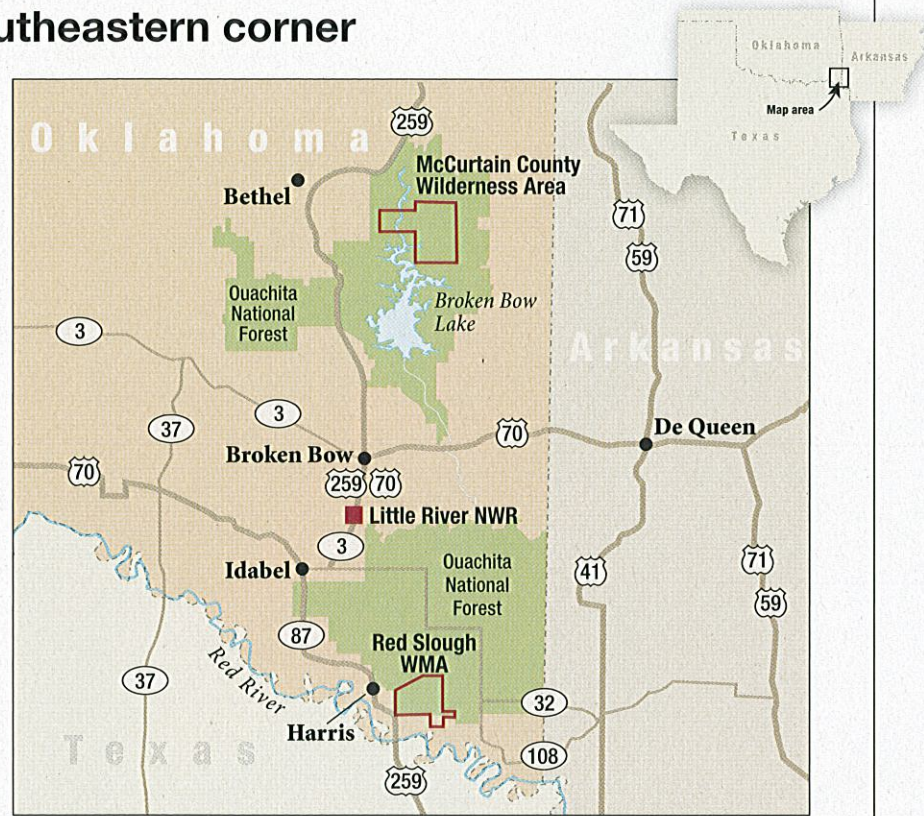 utheastern corner
Oklahoma
Arkansas
Map area
Texas
Oklahoma
259
McCurtain County
Wilderness Area
Bethel
71
59
Ouachita
National
Forest
Broken Bow
Lake
3
Arkansas
3
37
70
De Queen
Broken Bow
70
259 70
Little River NWR
3
Idabel
Ouachita
National
Forest
41
71
59
87
Red Slough
WMA
Red River
37
32
Harris
Texas
108
259